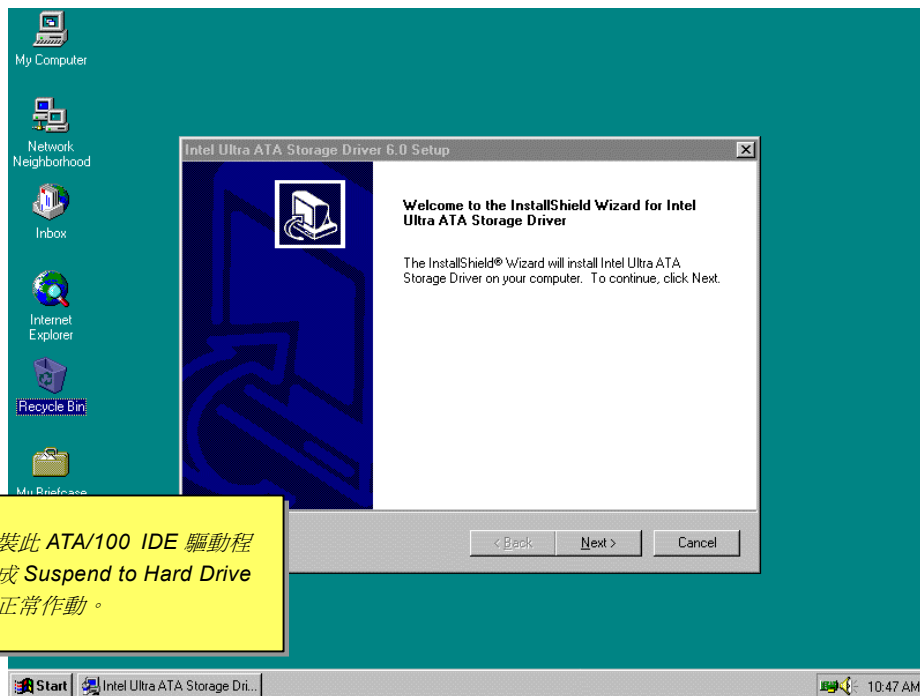 My Computer
Network
Neighborhood
Inbox
Internet
Explorer
Recycle Bin
My Briefcase
Intel Ultra ATA Storage Driver 6.0 Setup
Welcome to the InstallShield Wizard for Intel
Ultra ATA Storage Driver
The InstallShield® Wizard will install Intel Ultra ATA
Storage Driver on your computer. To continue, click Next.
< Back
Next >
Cancel
裝此 ATA/100 IDE 驅動程
成 Suspend to Hard Drive
正常作動。
Start
Intel Ultra ATA Storage Dri...
10:47 AM